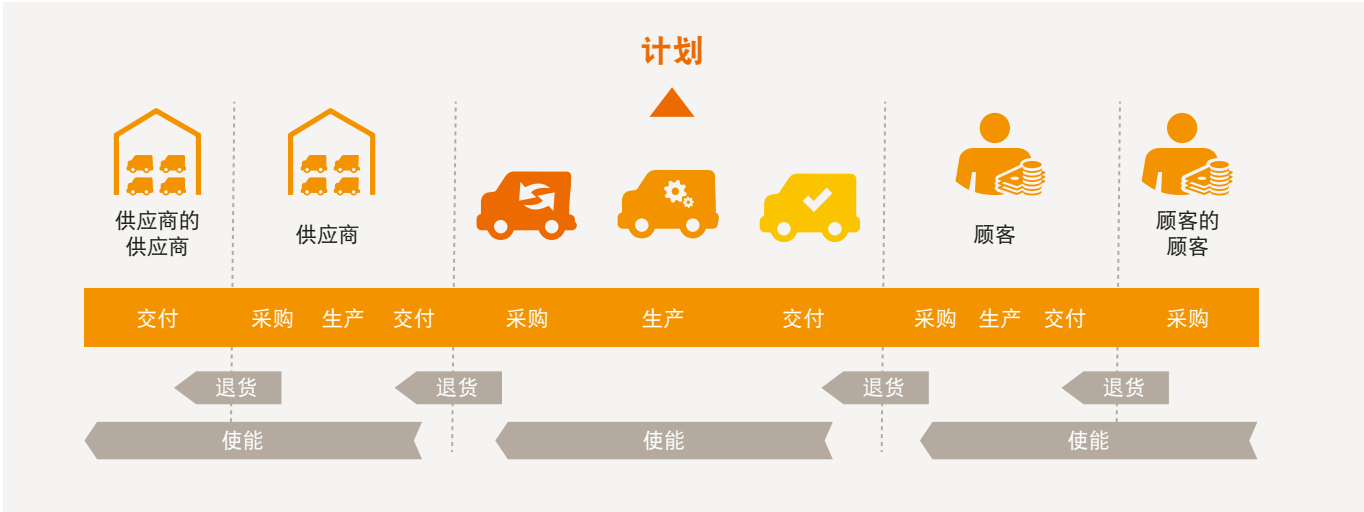 计划
供应商的
供应商
供应商
顾客
顾客的
顾客
交付 采购 生产 交付 采购 生产 交付 采购 生产 交付 采购
退货 退货 退货 退货
使能 使能 使能